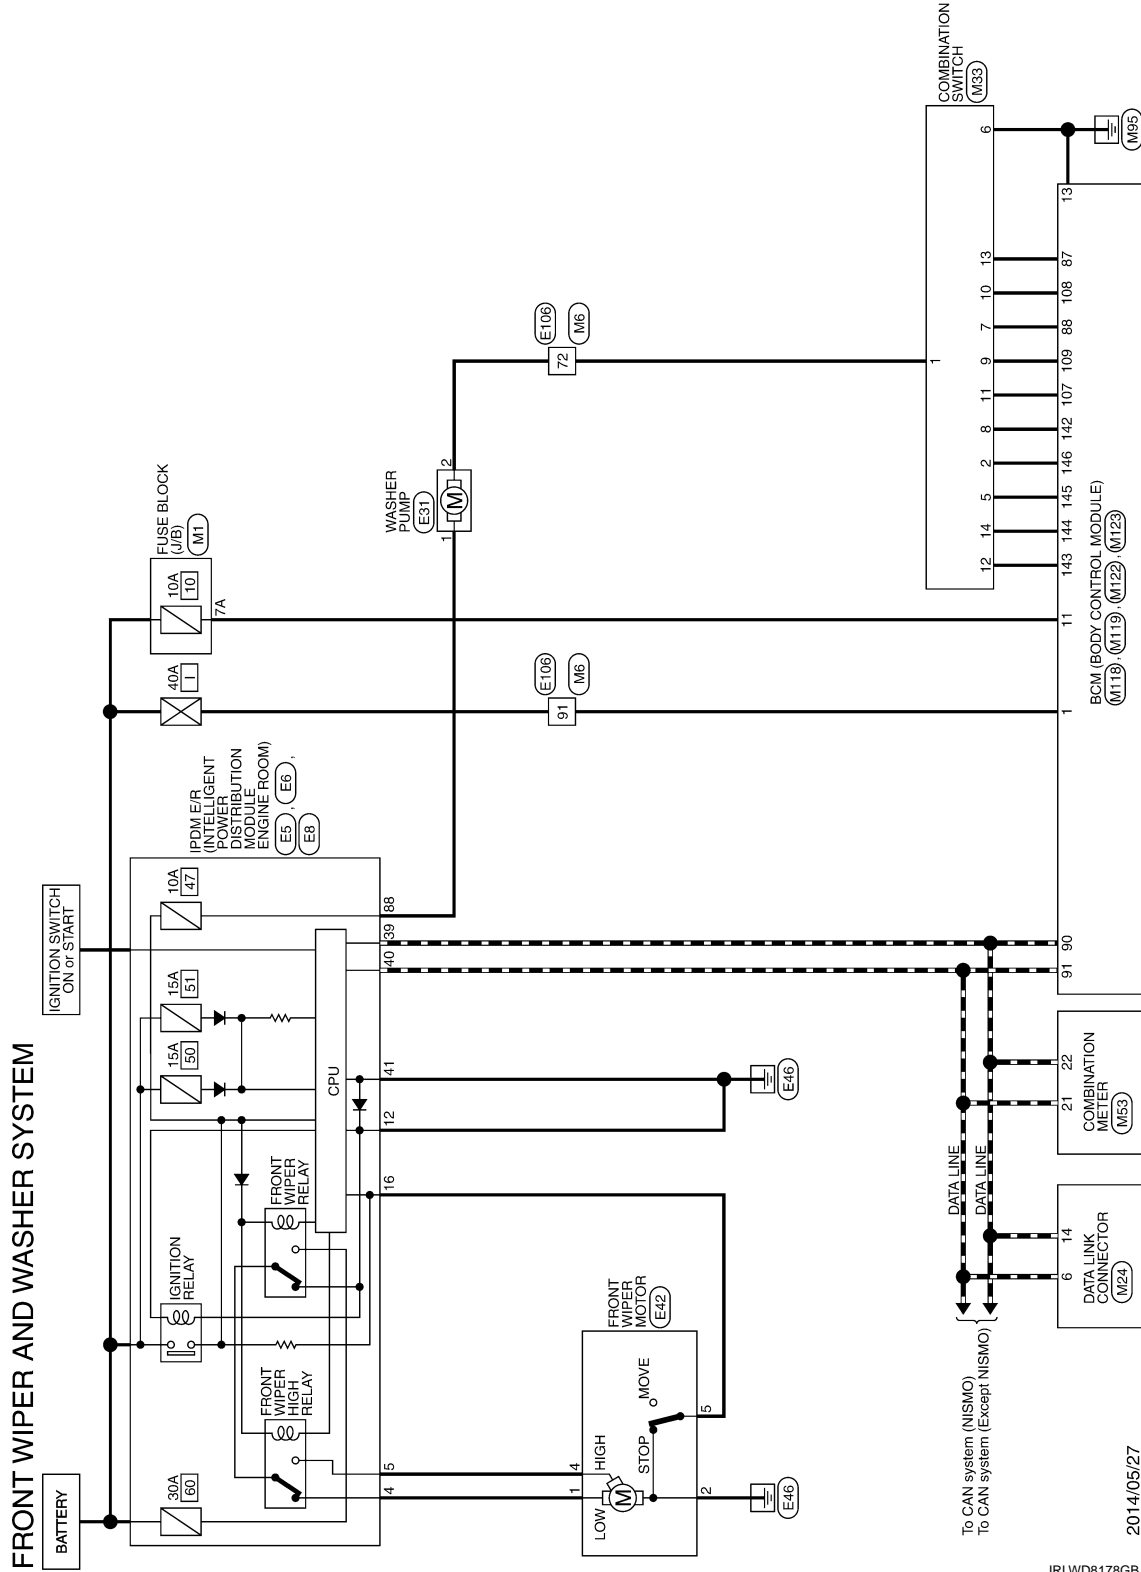 FRONT WIPER AND WASHER SYSTEM
BATTERY
IGNITION SWITCH
ON or START
30A
60
FRONT
WIPER
HIGH
RELAY
IGNITION
RELAY
FRONT
WIPER
RELAY
15A
50
15A
51
10A
47
CPU
IPDM E/R
(INTELLIGENT
POWER
DISTRIBUTION
MODULE
ENGINE ROOM)
E5 , E6 ,
E8
40A
I
10A
10
FUSE BLOCK
(J/B)
M1
7A
4
5
16
12
41
40
39
88
WASHER
PUMP
E31
1
2
M
91
E106
M6
72
E106
M6
1
4
LOW
HIGH
M
STOP
MOVE
2
5
FRONT
WIPER
MOTOR
E42
E46
E46
COMBINATION
SWITCH
M33
1
12
14
5
2
8
11
9
7
10
13
6
143
144
145
146
142
107
109
88
108
87
13
M95
91
90
1
11
BCM (BODY CONTROL MODULE)
M118 , M119 , M122 , M123
DATA LINE
DATA LINE
To CAN system (NISMO)
To CAN system (Except NISMO)
6
14
DATA LINK
CONNECTOR
M24
21
22
COMBINATION
METER
M53
2014/05/27
JRLWD8178GB